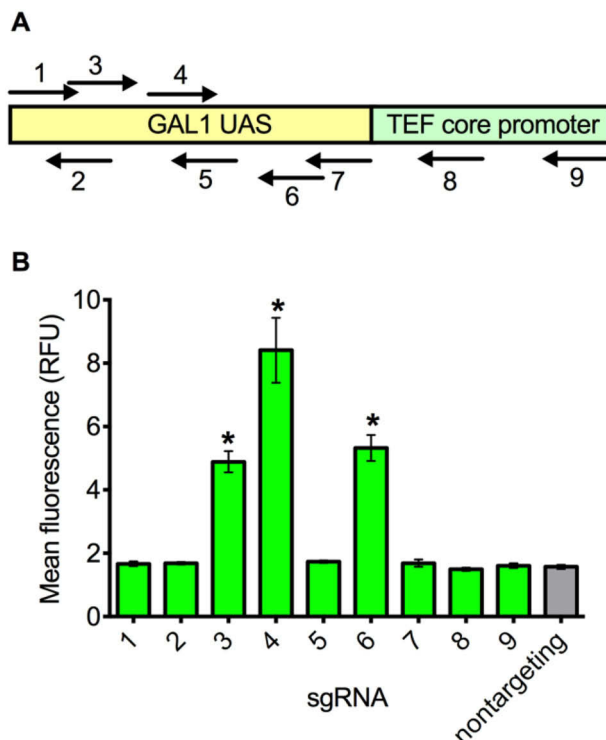 A
1 3 4
GAL1 UAS TEF core promoter
2 5 6 7 8 9
B
Mean fluorescence (RFU)
10
8
6
4
2
0
* * *
1 2 3 4 5 6 7 8 9 nontargeting
sgRNA